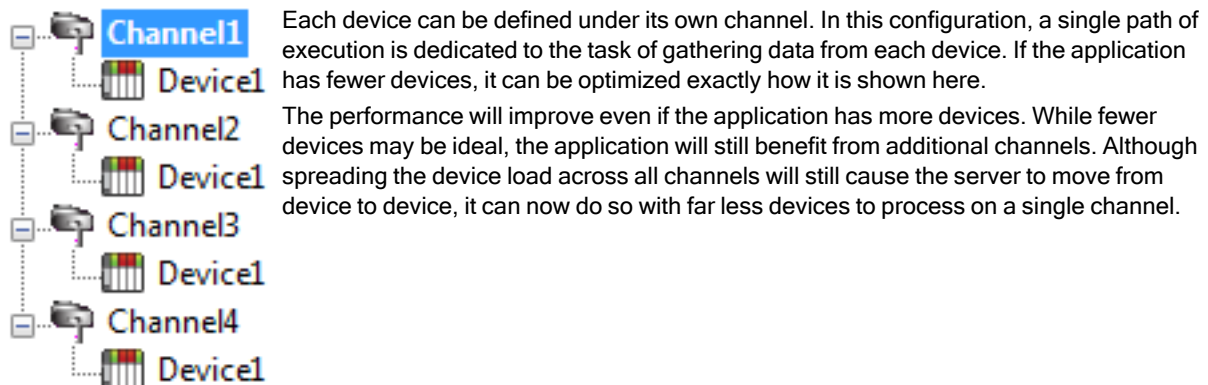 Channel1
Device1
Channel2
Device1
Channel3
Device1
Channel4
Device1
Each device can be defined under its own channel. In this configuration, a single path of
execution is dedicated to the task of gathering data from each device. If the application
has fewer devices, it can be optimized exactly how it is shown here.
The performance will improve even if the application has more devices. While fewer
devices may be ideal, the application will still benefit from additional channels. Although
spreading the device load across all channels will still cause the server to move from
device to device, it can now do so with far less devices to process on a single channel.